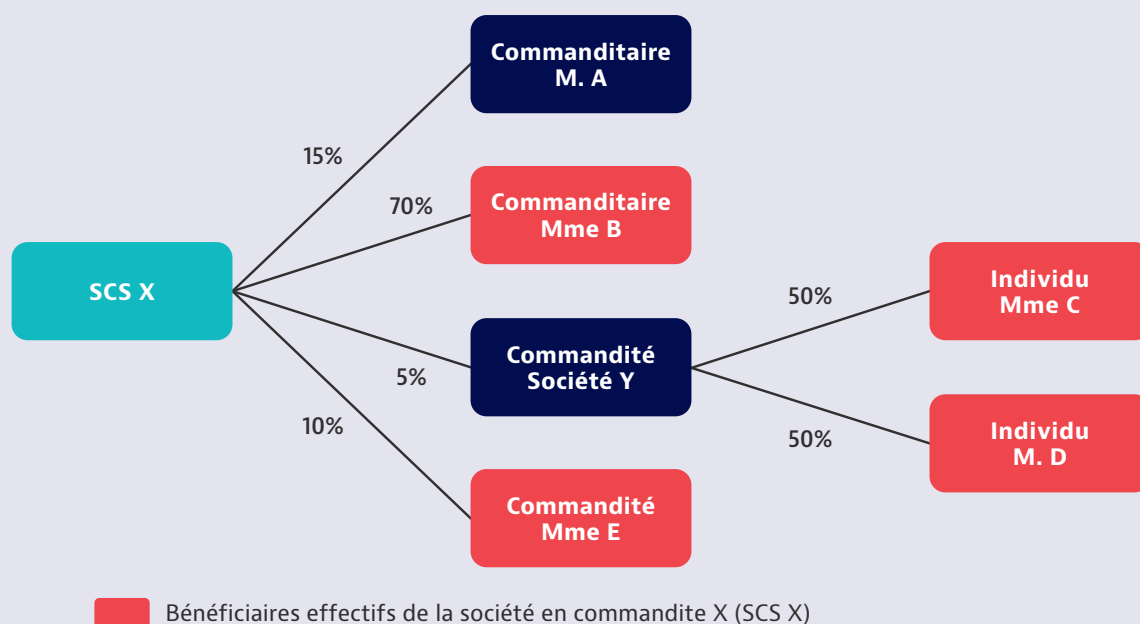 Commanditaire
M. A
15%
70%
Commanditaire
Mme B
SCS X
50%
Individu
Mme C
Commandité
Société Y
5%
10%
50%
Individu
M. D
Commandité
Mme E
Bénéficiaires effectifs de la société en commandite X (SCS X)